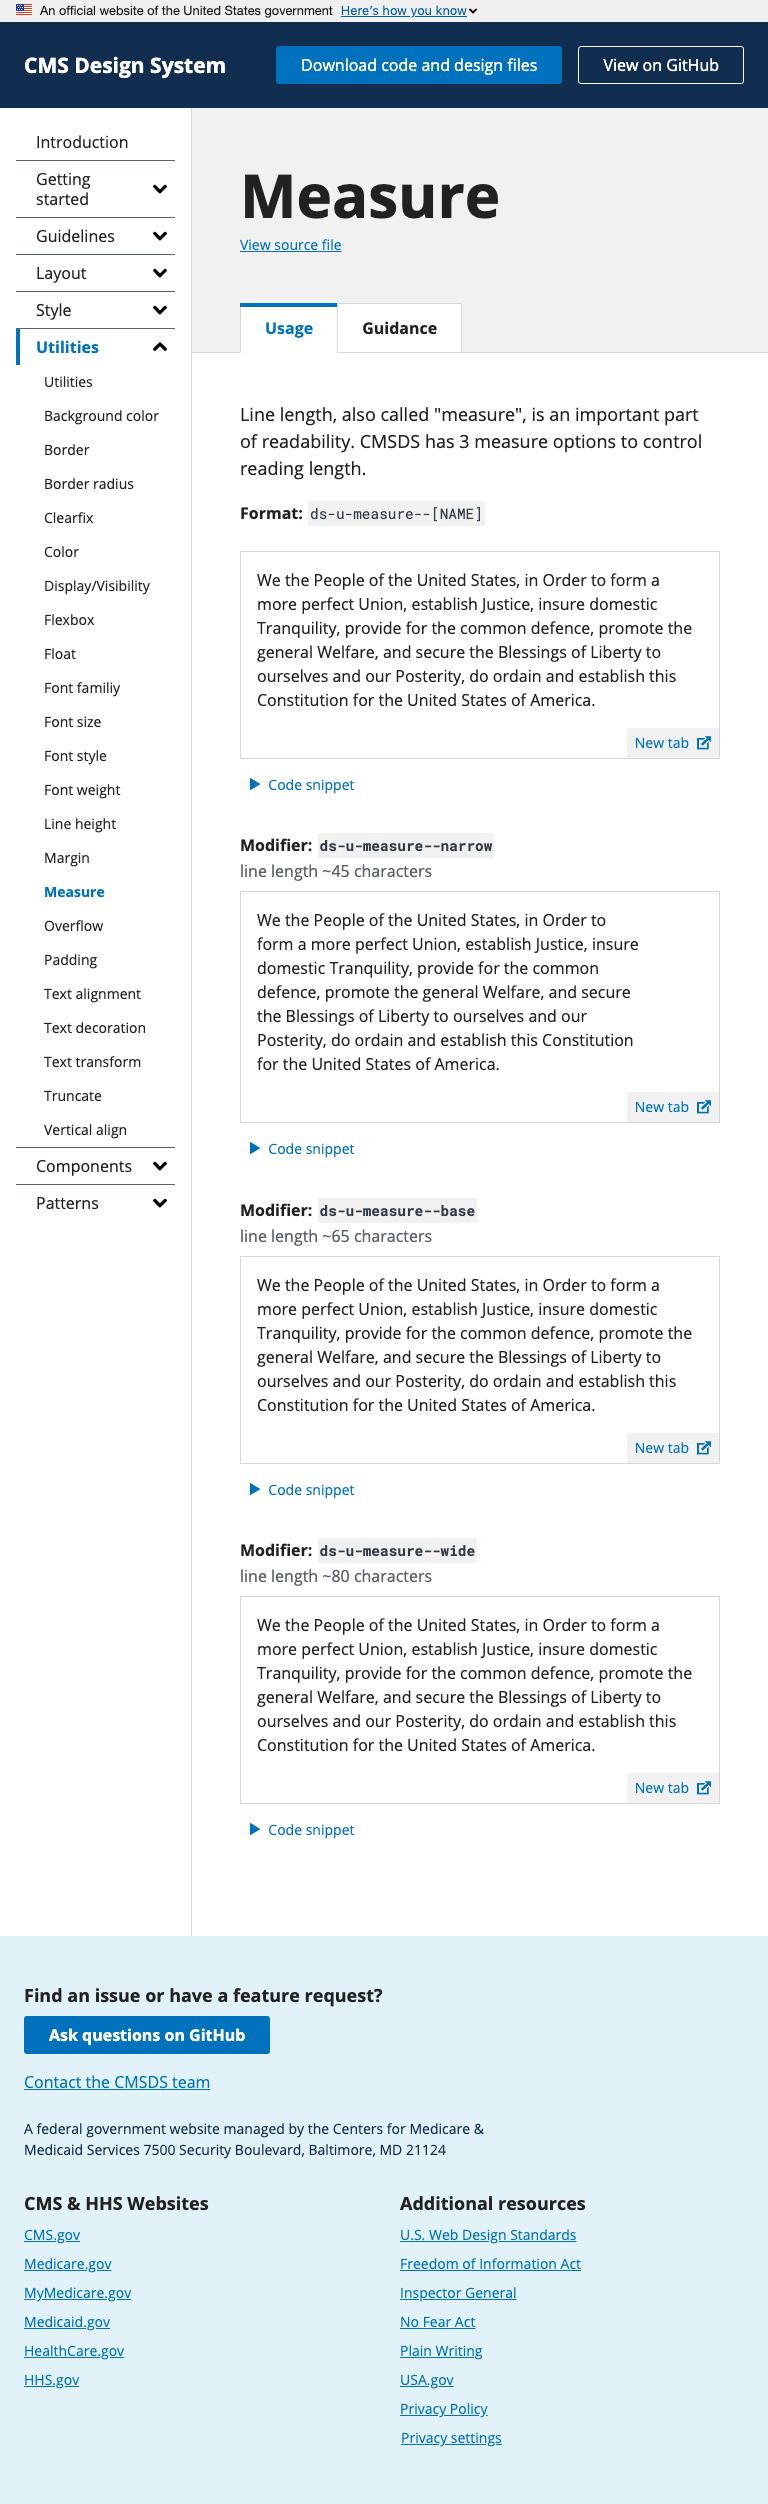 An official website of the United States government Here's how you know
CMS Design System
Download code and design files
View on GitHub
Introduction
Getting
started
Guidelines
Layout
Style
Utilities
Utilities
Background color
Border
Border radius
Clearfix
Color
Display/Visibility
Flexbox
Float
Font familiy
Font size
Font style
Font weight
Line height
Margin
Measure
Overflow
Padding
Text alignment
Text decoration
Text transform
Truncate
Vertical align
Components
Patterns
Measure
View source file
Usage
Guidance
Line length, also called "measure", is an important part
of readability. CMSDS has 3 measure options to control
reading length.
Format: ds-u-measure--[NAME]
We the People of the United States, in Order to form a
more perfect Union, establish Justice, insure domestic
Tranquility, provide for the common defence, promote the
general Welfare, and secure the Blessings of Liberty to
ourselves and our Posterity, do ordain and establish this
Constitution for the United States of America.
New tab
Code snippet
Modifier: ds-u-measure--narrow
line length ~45 characters
We the People of the United States, in Order to
form a more perfect Union, establish Justice, insure
domestic Tranquility, provide for the common
defence, promote the general Welfare, and secure
the Blessings of Liberty to ourselves and our
Posterity, do ordain and establish this Constitution
for the United States of America.
New tab
Code snippet
Modifier: ds-u-measure--base
line length ~65 characters
We the People of the United States, in Order to form a
more perfect Union, establish Justice, insure domestic
Tranquility, provide for the common defence, promote the
general Welfare, and secure the Blessings of Liberty to
ourselves and our Posterity, do ordain and establish this
Constitution for the United States of America.
New tab
Code snippet
Modifier: ds-u-measure--wide
line length ~80 characters
We the People of the United States, in Order to form a
more perfect Union, establish Justice, insure domestic
Tranquility, provide for the common defence, promote the
general Welfare, and secure the Blessings of Liberty to
ourselves and our Posterity, do ordain and establish this
Constitution for the United States of America.
New tab
Code snippet
Find an issue or have a feature request?
Ask questions on GitHub
Contact the CMSDS team
A federal government website managed by the Centers for Medicare &
Medicaid Services 7500 Security Boulevard, Baltimore, MD 21124
CMS & HHS Websites
CMS.gov
Medicare.gov
MyMedicare.gov
Medicaid.gov
HealthCare.gov
HHS.gov
Additional resources
U.S. Web Design Standards
Freedom of Information Act
Inspector General
No Fear Act
Plain Writing
USA.gov
Privacy Policy
Privacy settings